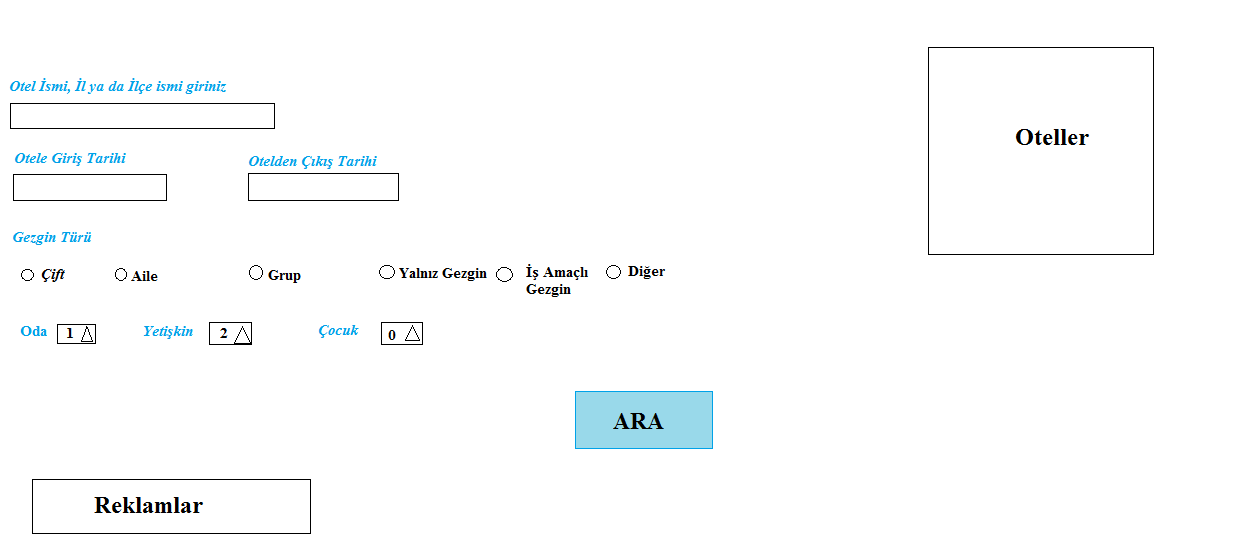 Otel İsmi, İl ya da İlçe ismi giriniz
Oteller
Otele Giriş Tarihi
Otelden Çıkış Tarihi
Gezgin Türü
Çift
Aile
Grup
Yalnız Gezgin
İş Amaçlı
Gezgin
Diğer
Oda
1
Yetişkin
2
Çocuk
0
ARA
Reklamlar